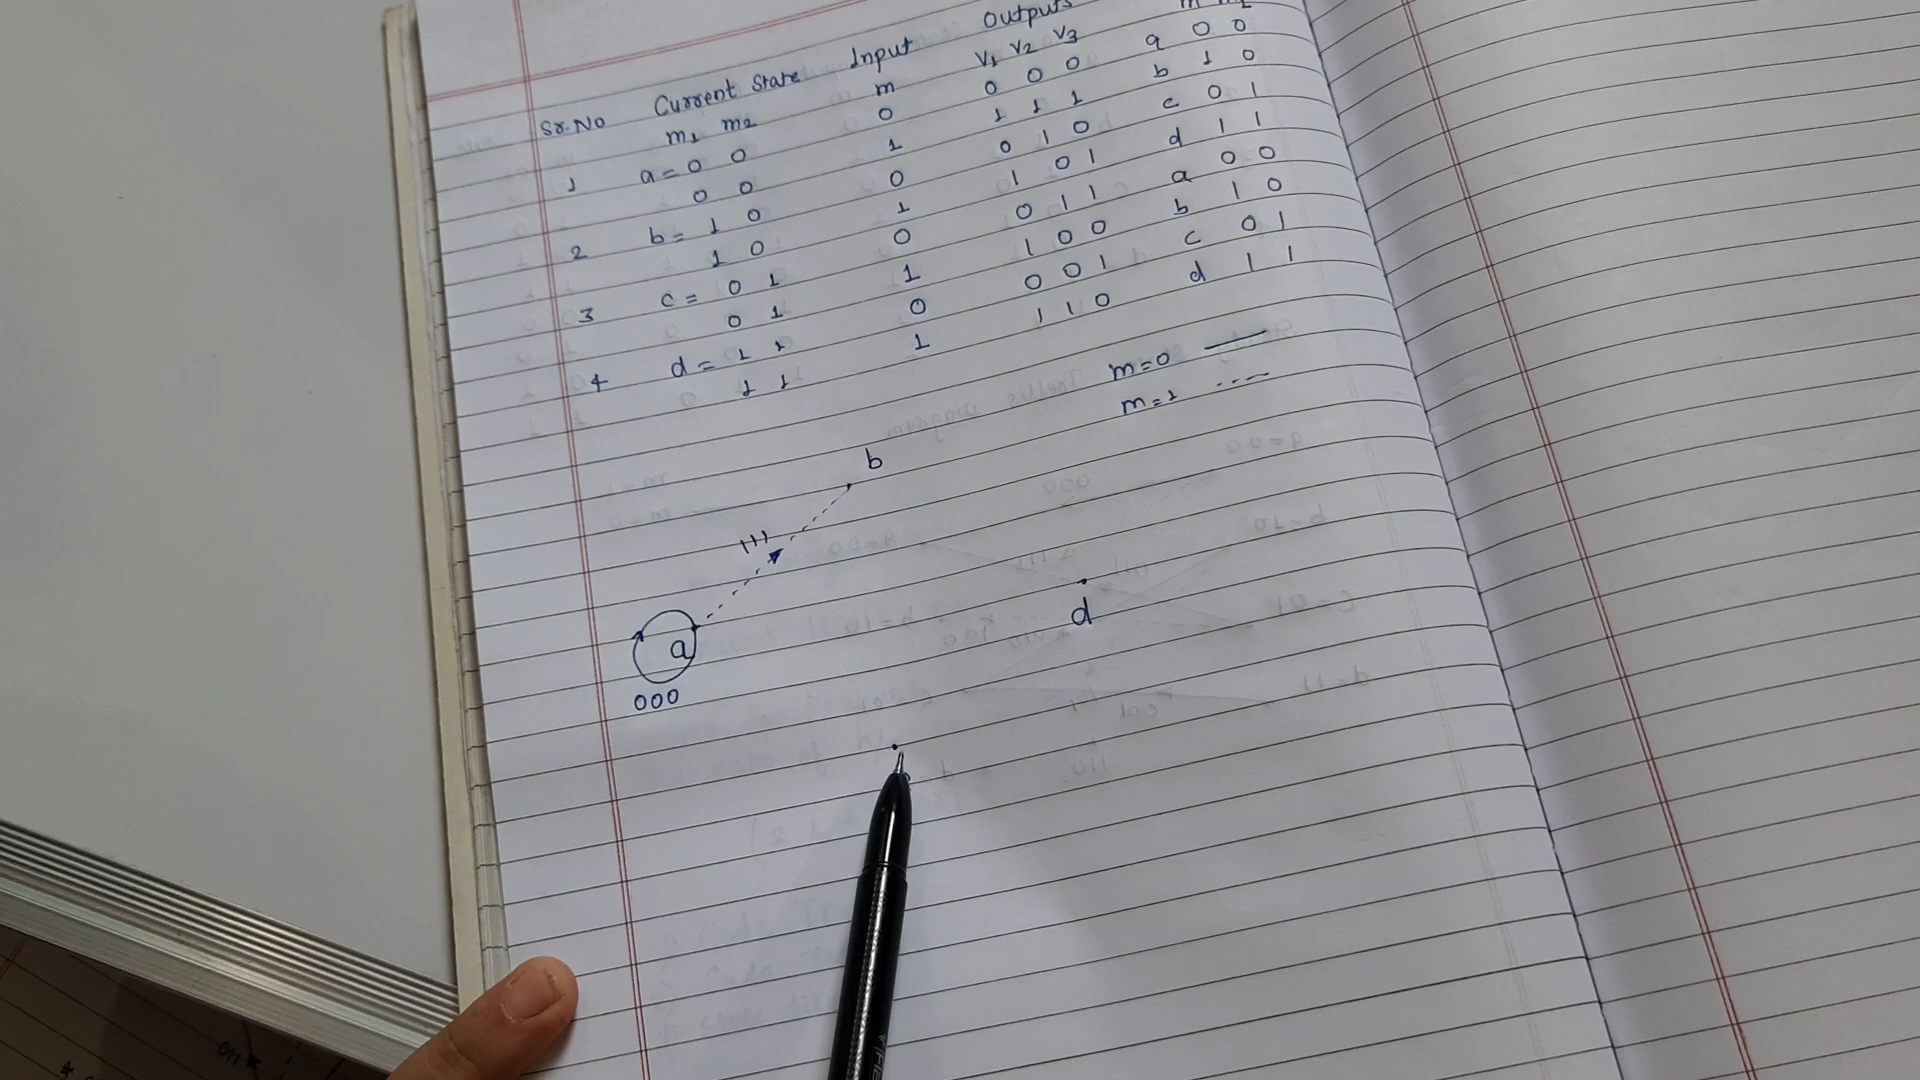 Outputs
Sr.No Current State Input V1 V2 V3
m1 m2 m
1 a = 0 0 0 0 0 0 a 0 0
0 0 1 1 1 1 b 1 0
2 b = 1 0 0 0 1 0 c 0 1
1 0 1 1 0 1 d 1 1
3 c = 0 1 0 0 1 1 a 0 0
0 1 1 1 0 0 b 1 0
4 d = 1 1 0 0 0 1 c 0 1
1 1 1 1 1 0 d 1 1
m=0
m=1
b
111
d
a
000